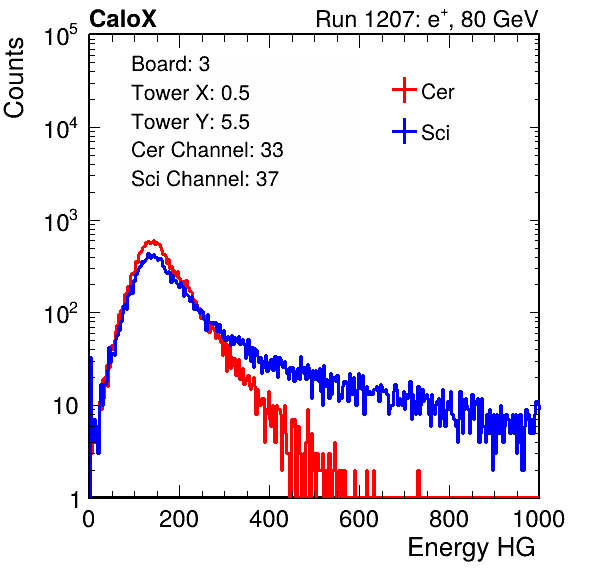 CaloX Run 1207: e+, 80 GeV
Counts
Board: 3
Tower X: 0.5
Tower Y: 5.5
Cer Channel: 33
Sci Channel: 37
Cer
Sci
10^5
10^4
10^3
10^2
10
1
0 200 400 600 800 1000
Energy HG